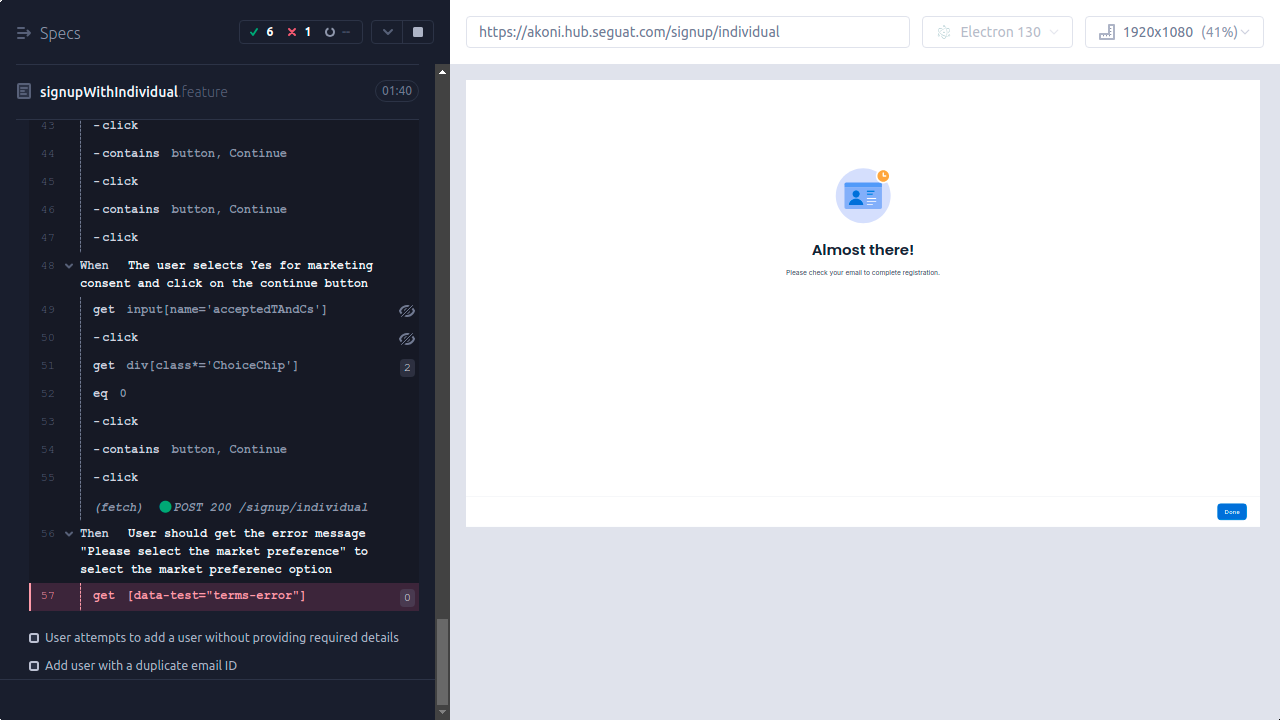 Specs
6
1
--
https://akoni.hub.seguat.com/signup/individual
Electron 130
1920x1080 (41%)
signupWithIndividual.feature
01:40
43 -click
44 -contains button, Continue
45 -click
46 -contains button, Continue
47 -click
48 When The user selects Yes for marketing
consent and click on the continue button
49 get input[name='acceptedTAndCs']
50 -click
51 get div[class*='ChoiceChip'] 2
52 eq 0
53 -click
54 -contains button, Continue
55 -click
(fetch) POST 200 /signup/individual
56 Then User should get the error message
"Please select the market preference" to
select the market preferenec option
57 get [data-test="terms-error"] 0
User attempts to add a user without providing required details
Add user with a duplicate email ID
Almost there!
Please check your email to complete registration.
Done